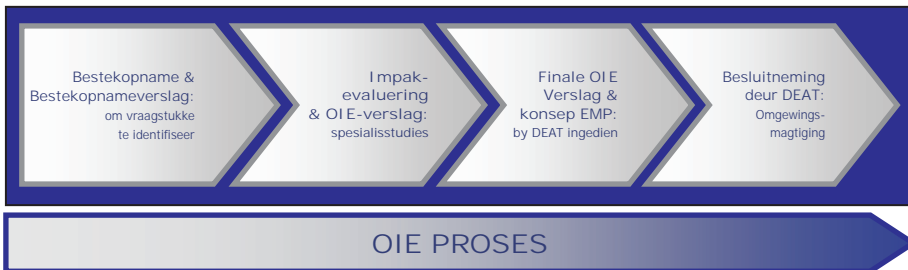 Bestekopname &
Bestekopnameverslag:
om vraagstukke
te identifiseer
Impak-
evaluering
& OIE-verslag:
spesialisstudies
Finale OIE
Verslag &
konsep EMP:
by DEAT ingedien
Besluitneming
deur DEAT:
Omgewings-
magtiging
OIE PROSES